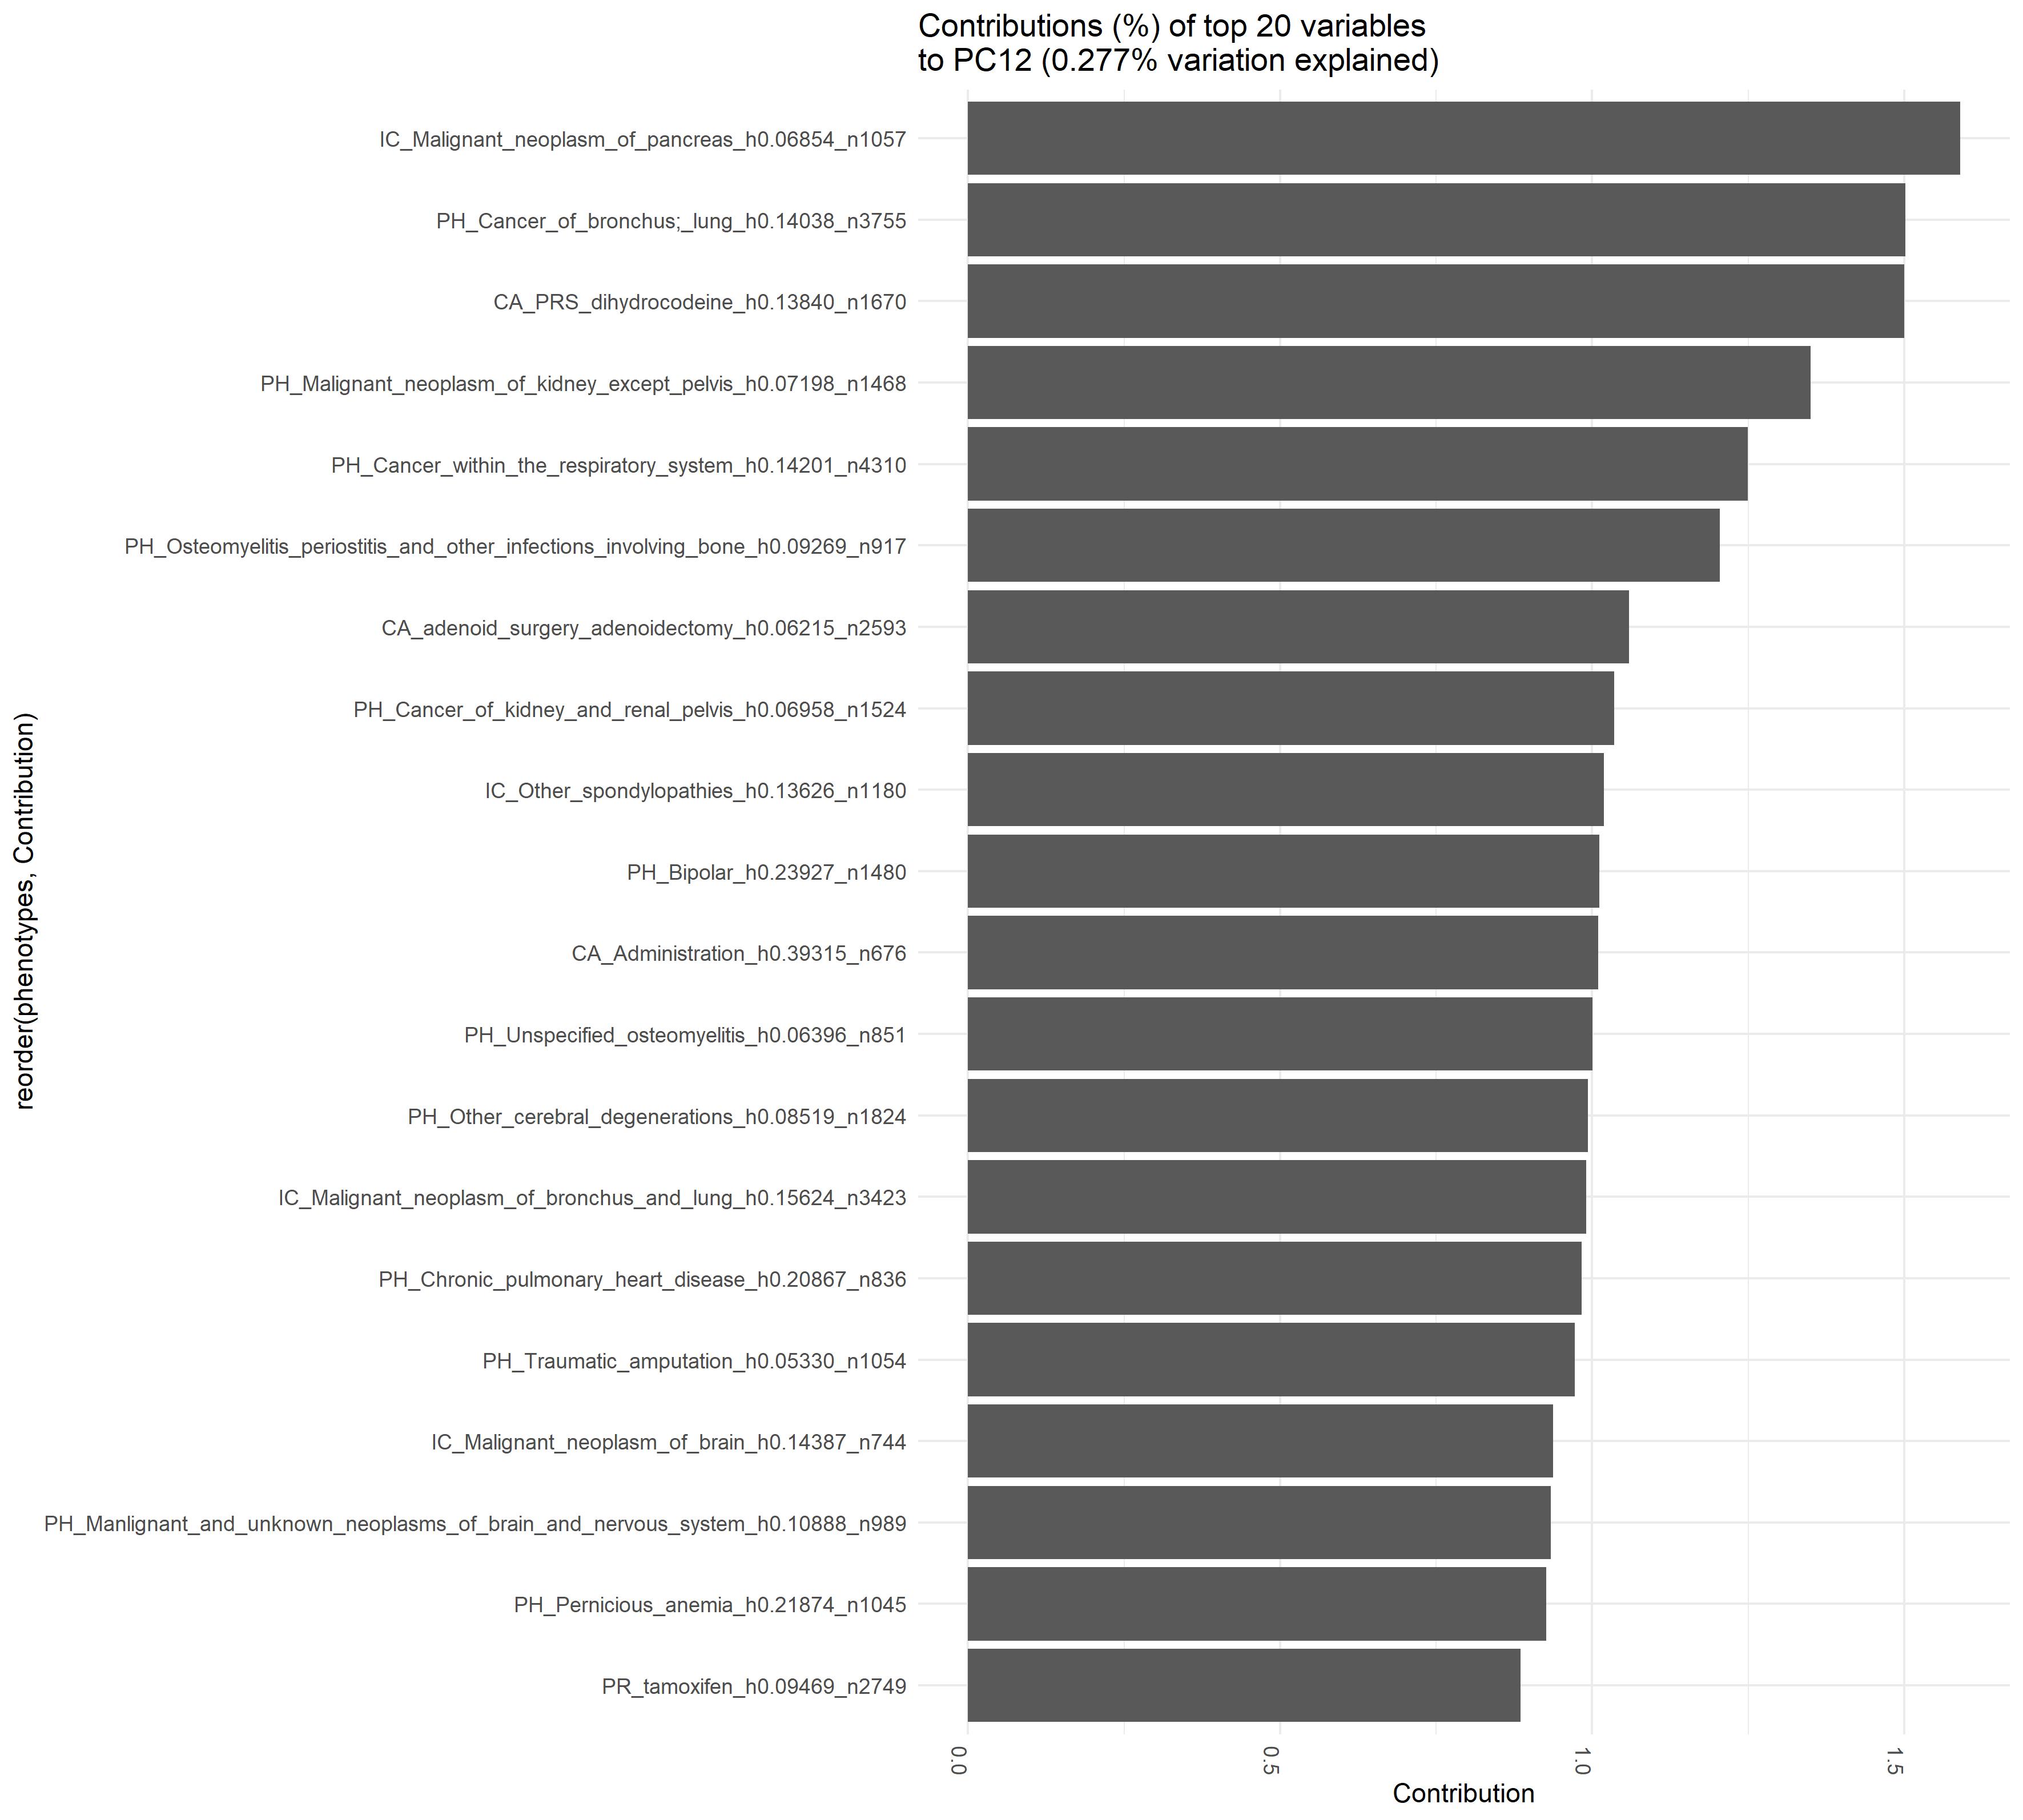 Contributions (%) of top 20 variables
to PC12 (0.277% variation explained)
IC_Malignant_neoplasm_of_pancreas_h0.06854_n1057
PH_Cancer_of_bronchus;_lung_h0.14038_n3755
CA_PRS_dihydrocodeine_h0.13840_n1670
PH_Malignant_neoplasm_of_kidney_except_pelvis_h0.07198_n1468
PH_Cancer_within_the_respiratory_system_h0.14201_n4310
PH_Osteomyelitis_periostitis_and_other_infections_involving_bone_h0.09269_n917
CA_adenoid_surgery_adenoidectomy_h0.06215_n2593
PH_Cancer_of_kidney_and_renal_pelvis_h0.06958_n1524
IC_Other_spondylopathies_h0.13626_n1180
PH_Bipolar_h0.23927_n1480
CA_Administration_h0.39315_n676
PH_Unspecified_osteomyelitis_h0.06396_n851
PH_Other_cerebral_degenerations_h0.08519_n1824
IC_Malignant_neoplasm_of_bronchus_and_lung_h0.15624_n3423
PH_Chronic_pulmonary_heart_disease_h0.20867_n836
PH_Traumatic_amputation_h0.05330_n1054
IC_Malignant_neoplasm_of_brain_h0.14387_n744
PH_Manlignant_and_unknown_neoplasms_of_brain_and_nervous_system_h0.10888_n989
PH_Pernicious_anemia_h0.21874_n1045
PR_tamoxifen_h0.09469_n2749
reorder(phenotypes, Contribution)
0.0
0.5
1.0
1.5
Contribution